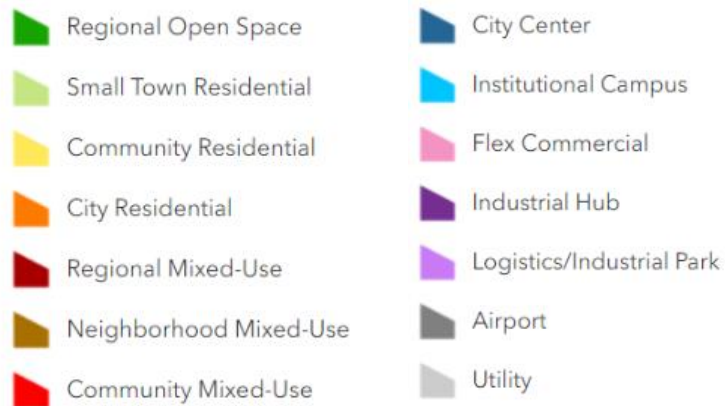 Regional Open Space
Small Town Residential
Community Residential
City Residential
Regional Mixed-Use
Neighborhood Mixed-Use
Community Mixed-Use
City Center
Institutional Campus
Flex Commercial
Industrial Hub
Logistics/Industrial Park
Airport
Utility